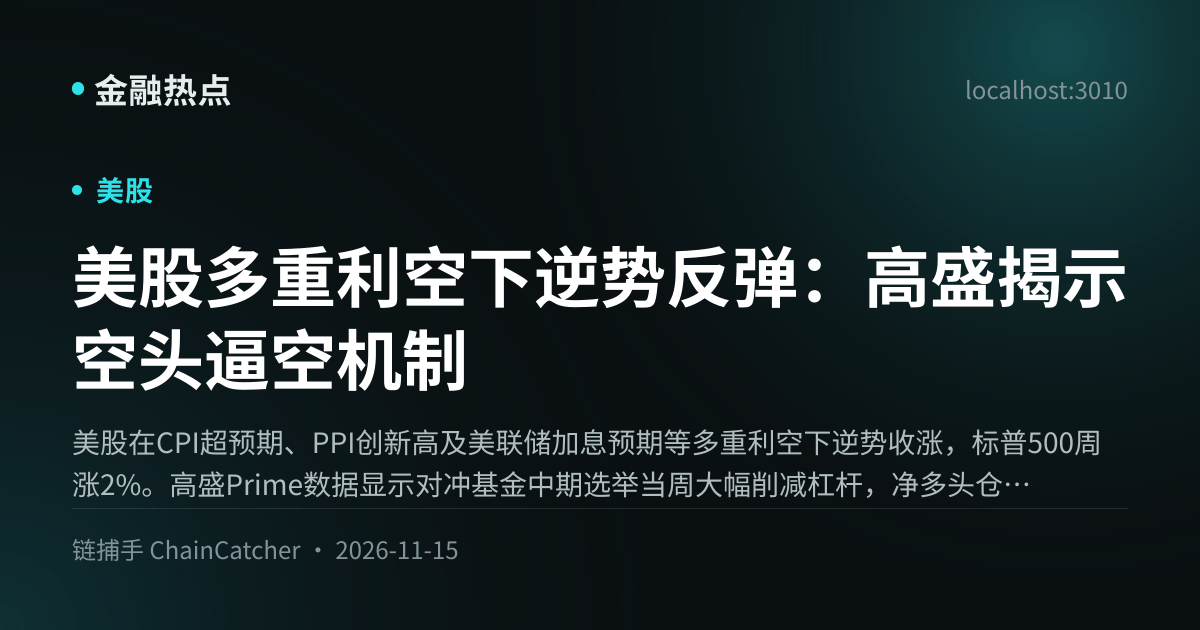 金融热点
localhost:3010
美股
美股多重利空下逆势反弹：高盛揭示
空头逼空机制
美股在CPI超预期、PPI创新高及美联储加息预期等多重利空下逆势收涨，标普500周
涨2%。高盛Prime数据显示对冲基金中期选举当周大幅削减杠杆，净多头仓…
链捕手 ChainCatcher · 2026-11-15